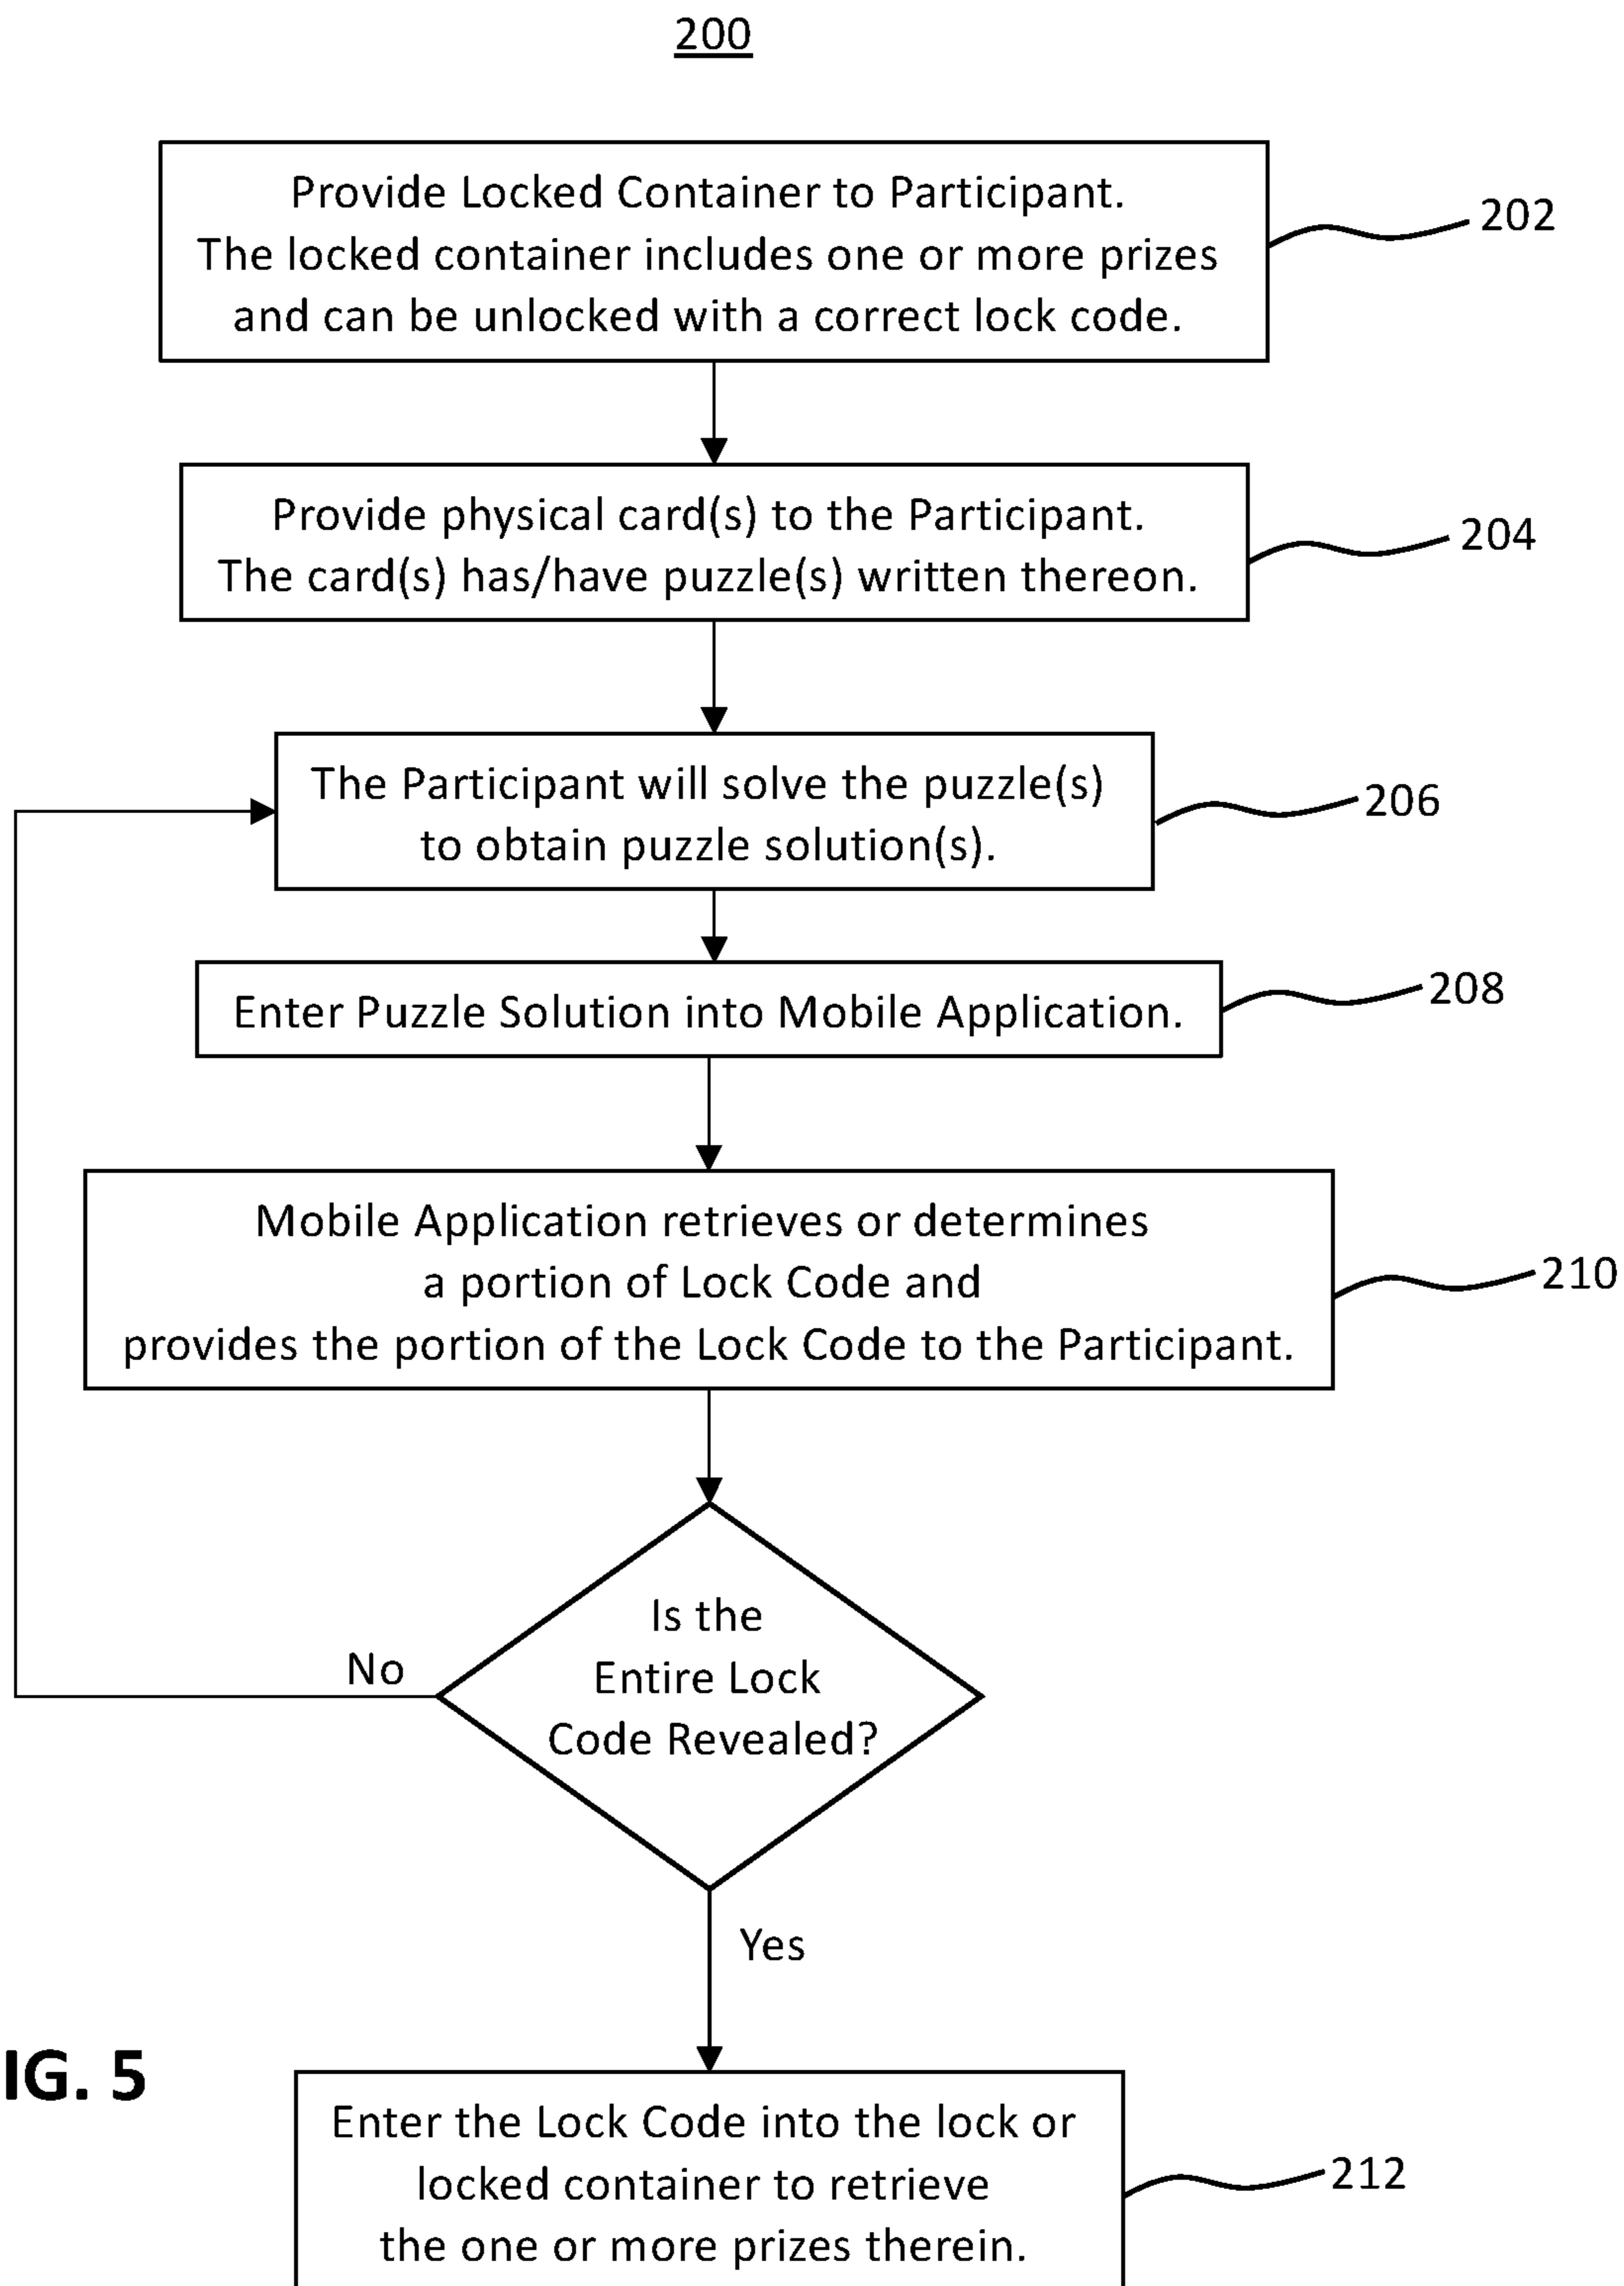 200
Provide Locked Container to Participant.
The locked container includes one or more prizes
and can be unlocked with a correct lock code.
202
Provide physical card(s) to the Participant.
The card(s) has/have puzzle(s) written thereon.
204
The Participant will solve the puzzle(s)
to obtain puzzle solution(s).
206
Enter Puzzle Solution into Mobile Application.
208
Mobile Application retrieves or determines
a portion of Lock Code and
provides the portion of the Lock Code to the Participant.
210
Is the
Entire Lock
Code Revealed?
No
Yes
IG. 5
Enter the Lock Code into the lock or
locked container to retrieve
the one or more prizes therein.
212